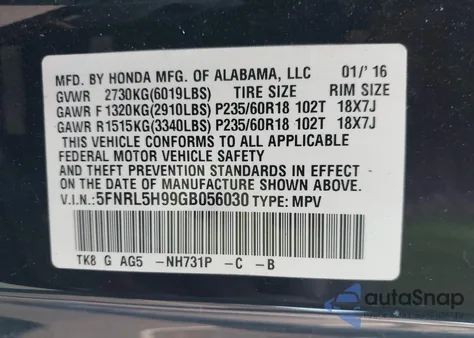 MFD. BY HONDA MFG. OF ALABAMA, LLC 01/'16
GVWR 2730KG(6019LBS) TIRE SIZE RIM SIZE
GAWR F 1320KG(2910LBS) P235/60R18 102T 18X7J
GAWR R 1515KG(3340LBS) P235/60R18 102T 18X7J
THIS VEHICLE CONFORMS TO ALL APPLICABLE
FEDERAL MOTOR VEHICLE SAFETY
AND THEFT PREVENTION STANDARDS IN EFFECT ON
THE DATE OF MANUFACTURE SHOWN ABOVE.
V.I.N.:5FNRL5H99GB056030 TYPE: MPV
TK8 G AG5 -NH731P -C -B
autoSnap